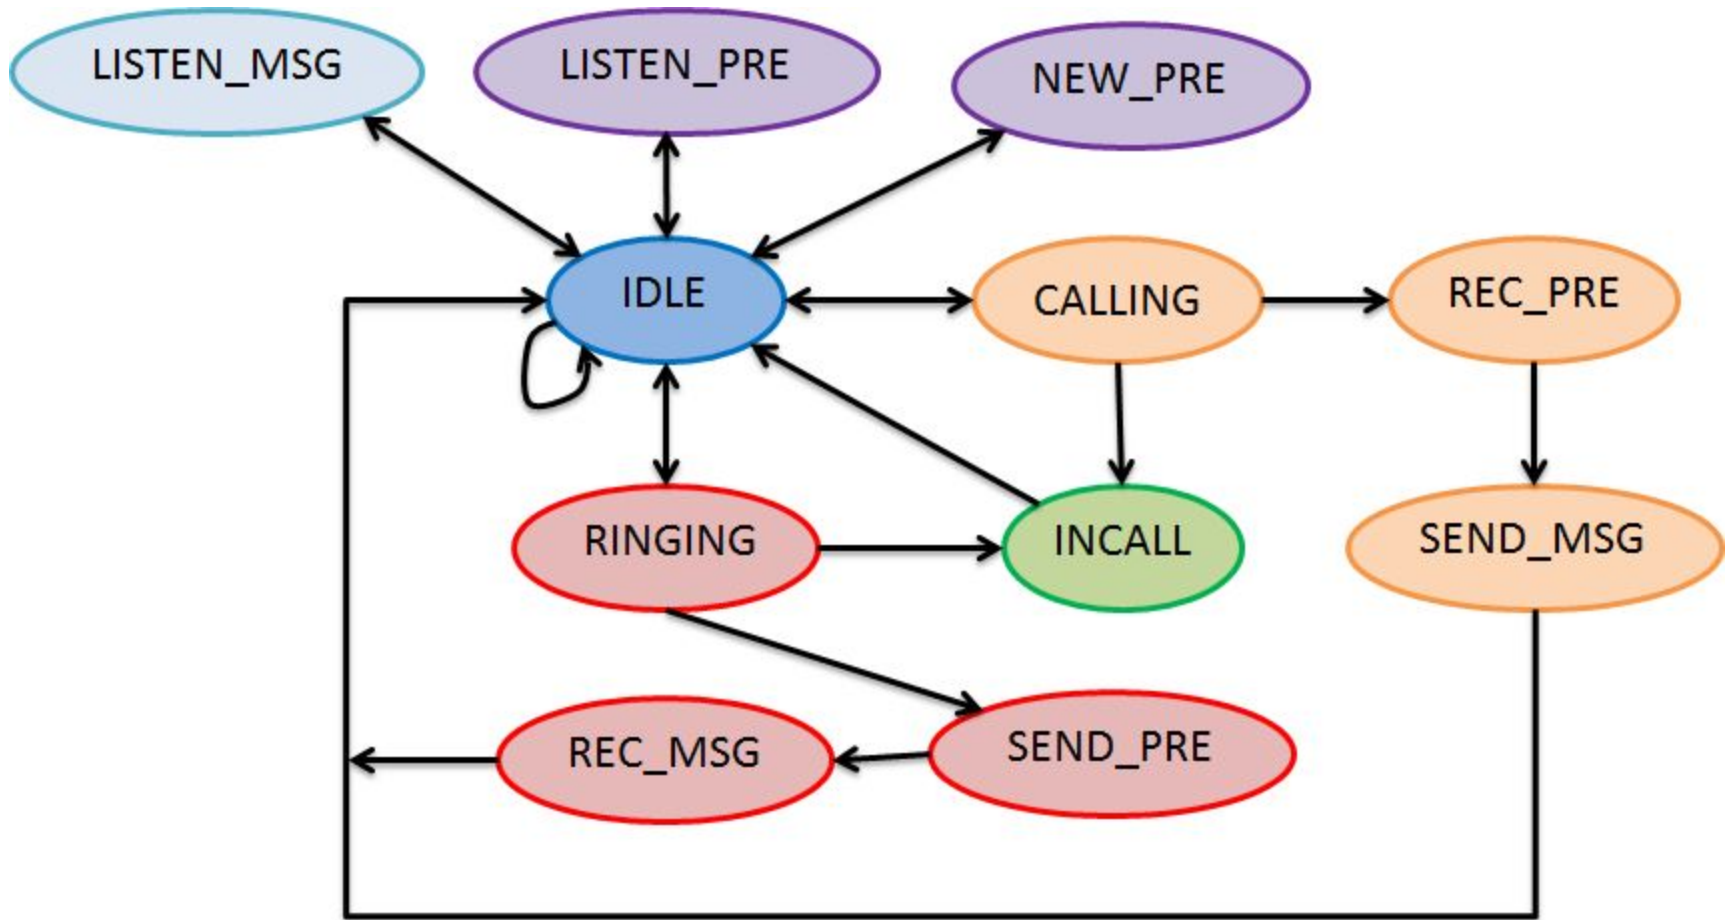 LISTEN_MSG
LISTEN_PRE
NEW_PRE
IDLE
CALLING
REC_PRE
RINGING
INCALL
SEND_MSG
REC_MSG
SEND_PRE